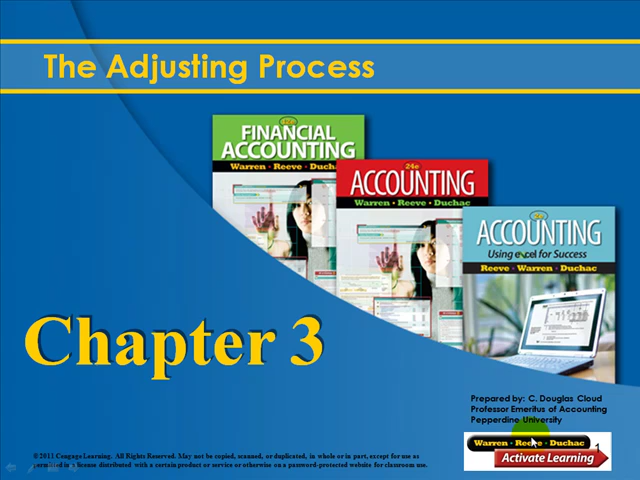 The Adjusting Process
FINANCIAL
ACCOUNTING
Warren • Reeve • Duchac
24e
ACCOUNTING
Warren • Reeve • Duchac
ACCOUNTING
Using excel for Success
Reeve • Warren • Duchac
Chapter 3
Prepared by: C. Douglas Cloud
Professor Emeritus of Accounting
Pepperdine University
Warren • Reeve • Duchac
1
Activate Learning
©2011 Cengage Learning. All Rights Reserved. May not be copied, scanned, or duplicated, in whole or in part, except for use as
permitted in a license distributed with a certain product or service or otherwise on a password-protected website for classroom use.